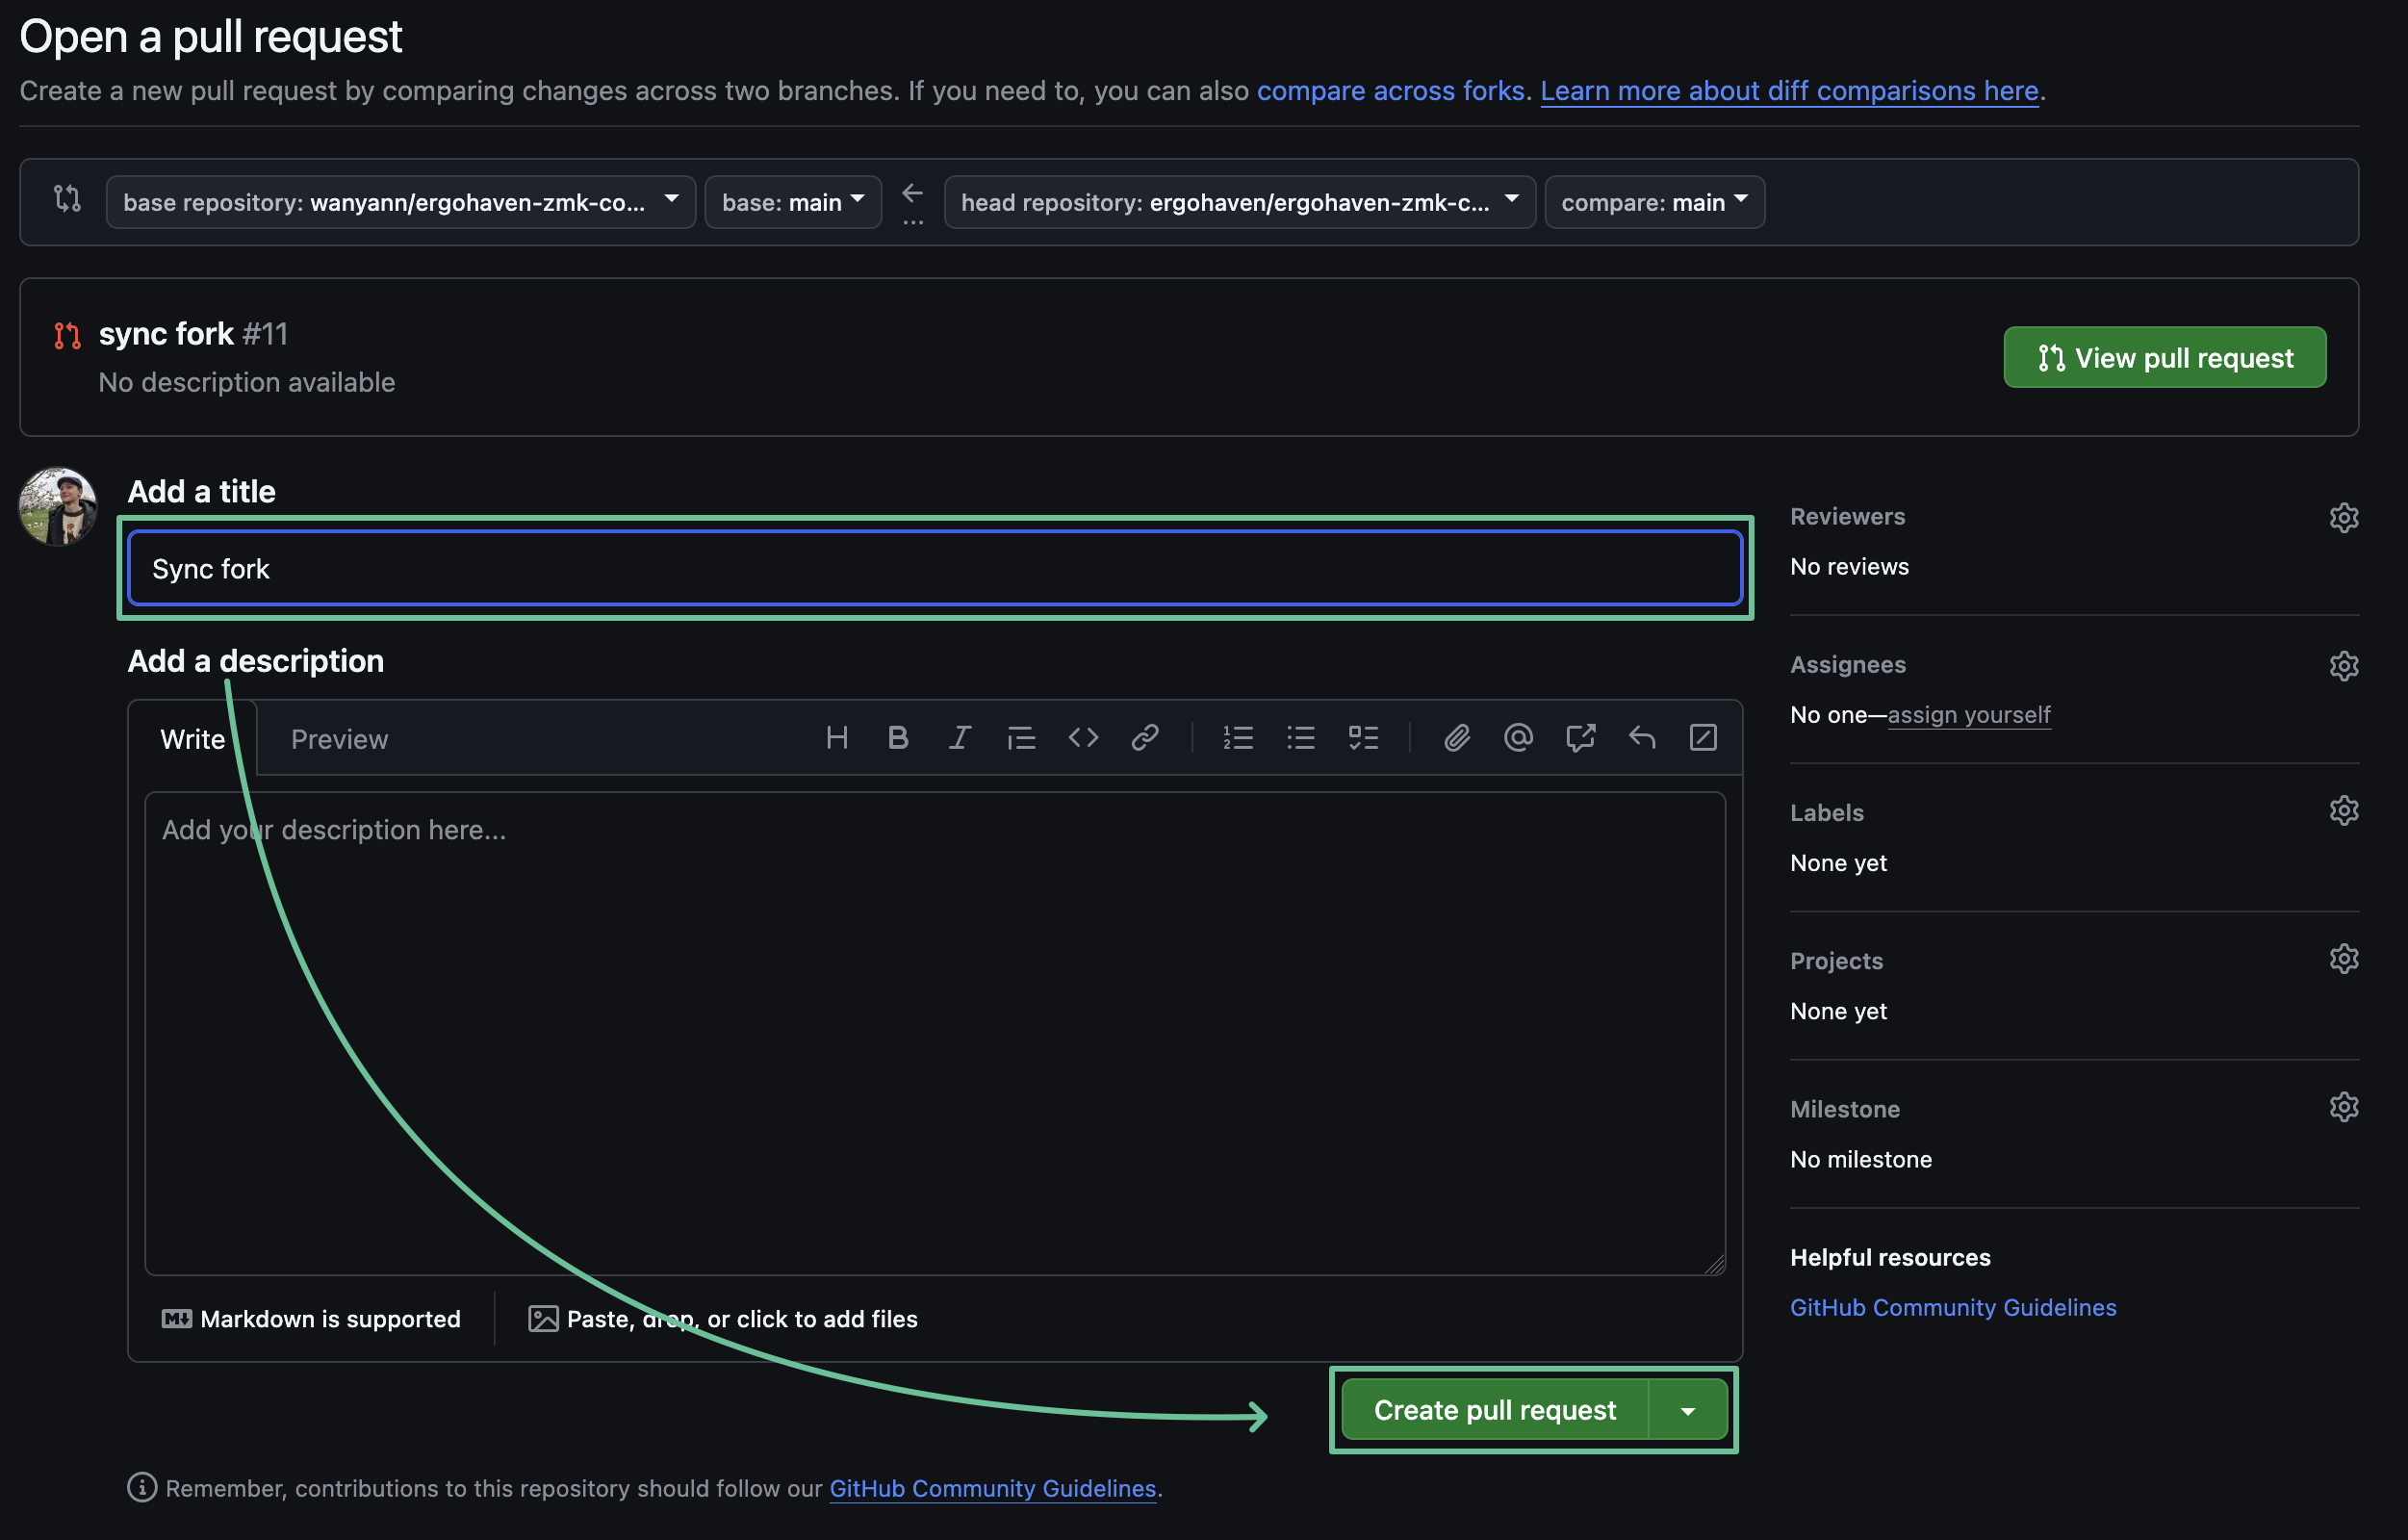 Open a pull request
Create a new pull request by comparing changes across two branches. If you need to, you can also compare across forks. Learn more about diff comparisons here.
base repository: wanyann/ergohaven-zmk-co... base: main ... head repository: ergohaven/ergohaven-zmk-c... compare: main
sync fork #11
No description available
View pull request
Add a title
Sync fork
Add a description
Write Preview
Add your description here...
Markdown is supported Paste, drop, or click to add files
Create pull request
Remember, contributions to this repository should follow our GitHub Community Guidelines.
Reviewers
No reviews
Assignees
No one—assign yourself
Labels
None yet
Projects
None yet
Milestone
No milestone
Helpful resources
GitHub Community Guidelines